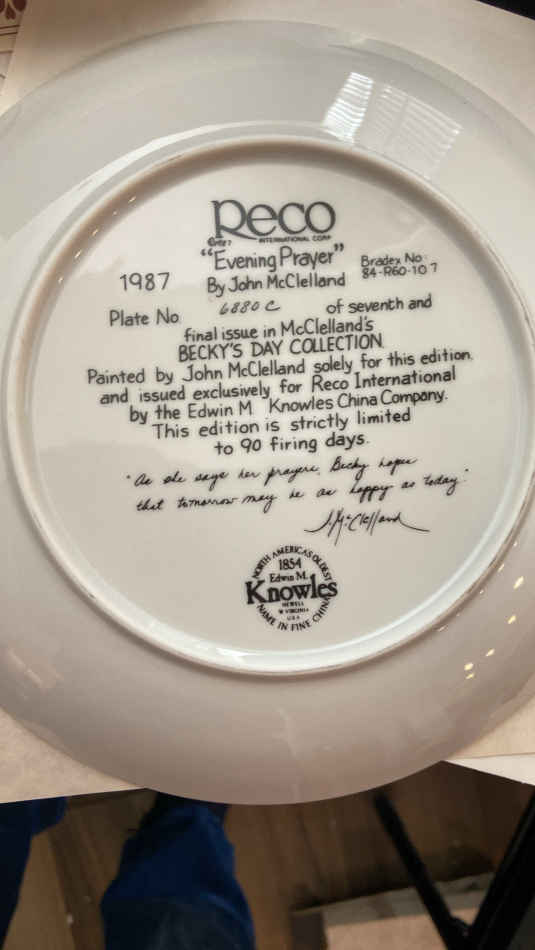 Reco
INTERNATIONAL CORP.
©1987
"Evening Prayer"
1987
By John McClelland
Bradex No:
84-R60-10.7
Plate No. 6880 C of seventh and
final issue in McClelland's
BECKY'S DAY COLLECTION.
Painted by John McClelland solely for this edition,
and issued exclusively for Reco International
by the Edwin M. Knowles China Company.
This edition is strictly limited
to 90 firing days.
"As she says her prayers, Becky hopes
that tomorrow may be as happy as today."
J. McClelland
NORTH AMERICA'S OLDEST
1854
Edwin M.
Knowles
NEWELL
W. VIRGINIA
U.S.A.
NAME IN FINE CHINA